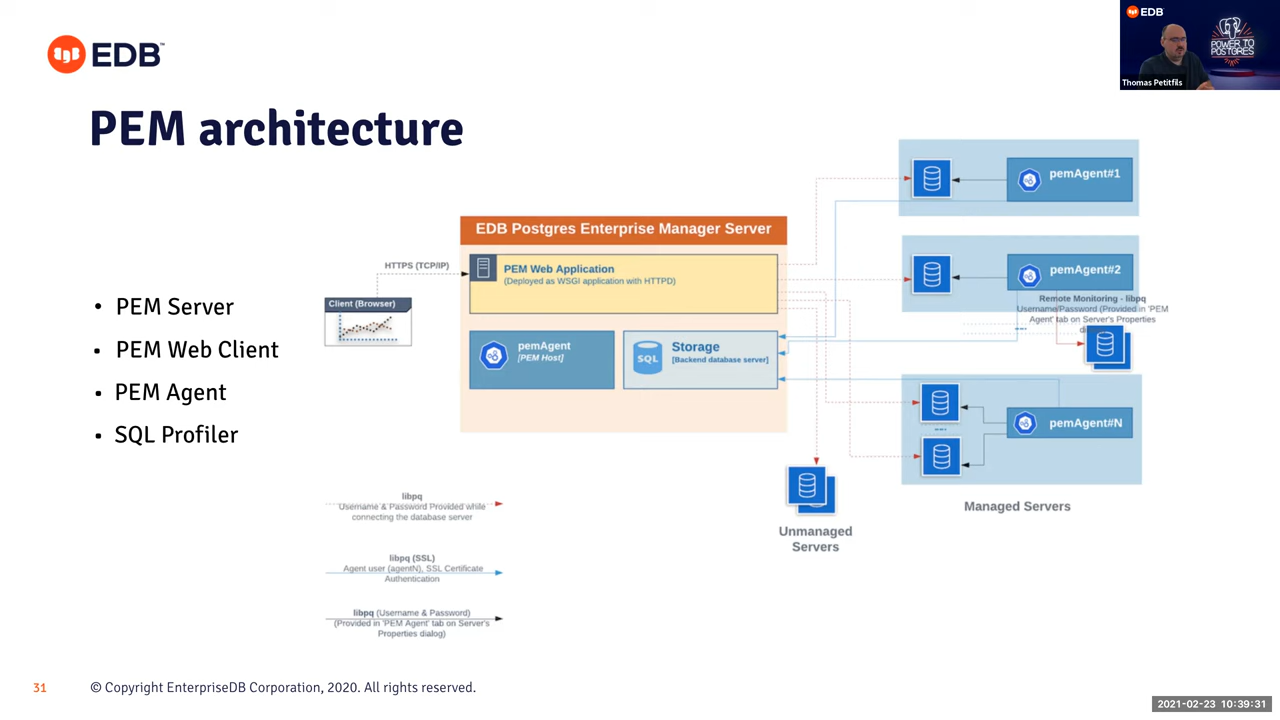 EDB
EDB
POWER TO
POSTGRES
Thomas Petitfils
PEM architecture
PEM Server
PEM Web Client
PEM Agent
SQL Profiler
HTTPS (TCP/IP)
Client (Browser)
EDB Postgres Enterprise Manager Server
PEM Web Application
(Deployed as WSGI application with HTTPD)
pemAgent
[PEM Host]
SQL
Storage
[Backend database server]
pemAgent#1
pemAgent#2
Remote Monitoring - libpq
Username/Password (Provided in 'PEM
Agent' tab on Server's Properties
pemAgent#N
Managed Servers
Unmanaged
Servers
libpq
Username & Password Provided while
connecting the database server
libpq (SSL)
Agent user (agentN), SSL Certificate
Authentication
libpq (Username & Password)
(Provided in 'PEM Agent' tab on Server's
Properties dialog)
31
© Copyright EnterpriseDB Corporation, 2020. All rights reserved.
2021-02-23 10:39:31